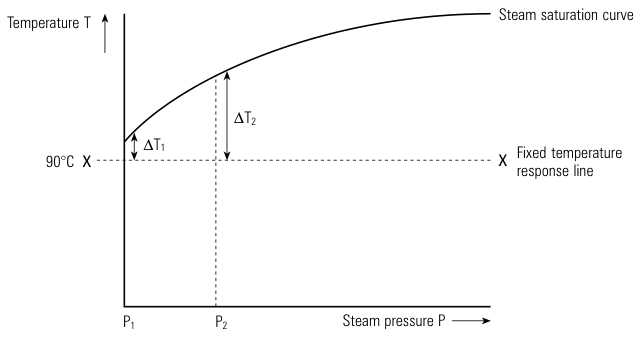 Temperature T
Steam saturation curve
ΔT₂
ΔT₁
90°C X
X Fixed temperature
response line
P₁
P₂
Steam pressure P